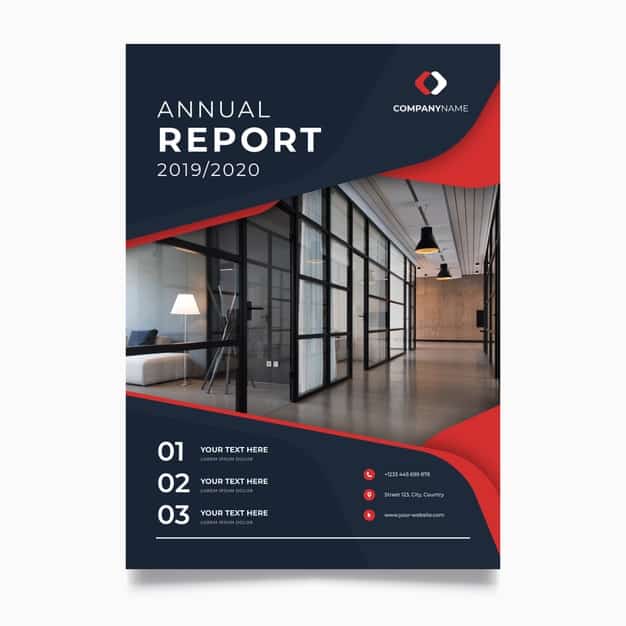 COMPANYNAME
ANNUAL
REPORT
2019/2020
01 YOUR TEXT HERE
LOREM IPSUM DOLOR
02 YOUR TEXT HERE
LOREM IPSUM DOLOR
03 YOUR TEXT HERE
LOREM IPSUM DOLOR
+1233 445 699 878
Street 123, City, Country
www.your-website.com